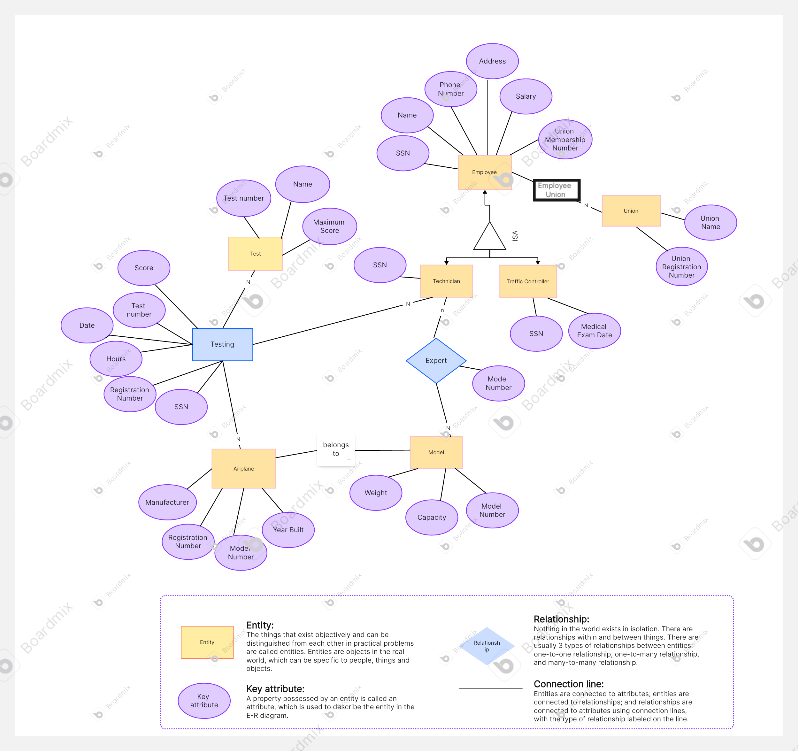 Address
Phone
Number
Salary
Name
Union
Membership
Number
SSN
Employee
Employee
Union
N
Union
Union
Name
Union
Registration
Number
ISA
Name
Test number
Maximum
Score
Test
N
SSN
Technician
Traffic Controller
N
n
SSN
Medical
Exam Date
Score
Test
number
Date
Hours
Registration
Number
SSN
Testing
Expert
Model
Number
N
N
belongs
to
Airplane
Model
Manufacturer
Registration
Number
Model
Number
Year Built
Weight
Capacity
Model
Number
Entity
Entity:
The things that exist objectively and can be
distinguished from each other in practical problems
are called entities. Entities are objects in the real
world, which can be specific to people, things and
objects.
Key
attribute
Key attribute:
A property possessed by an entity is called an
attribute, which is used to describe the entity in the
E-R diagram.
Relationsh
ip
Relationship:
Nothing in the world exists in isolation. There are
relationships within and between things. There are
usually 3 types of relationships between entities:
one-to-one relationship, one-to-many relationship,
and many-to-many relationship.
Connection line:
Entities are connected to attributes, entities are
connected to relationships; and relationships are
connected to attributes using connection lines,
with the type of relationship labeled on the line.
Boardmix